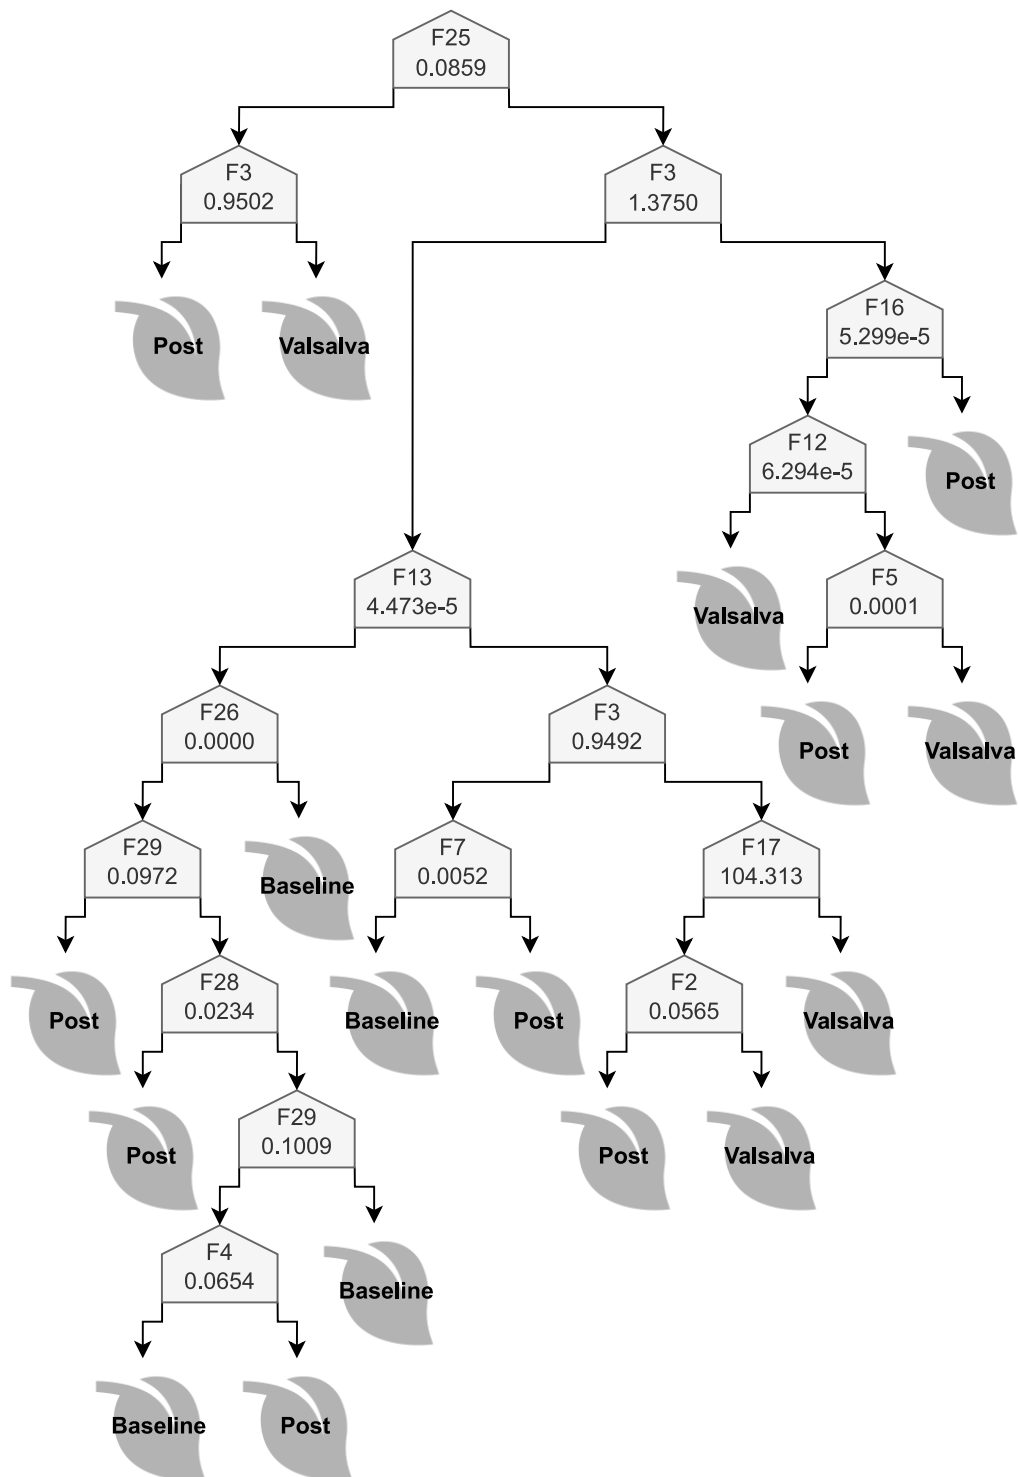 F25
0.0859
F3
0.9502
F3
1.3750
Post
Valsalva
F16
5.299e-5
F12
6.294e-5
Post
F13
4.473e-5
Valsalva
F5
0.0001
F26
0.0000
F3
0.9492
Post
Valsalva
F29
0.0972
Baseline
F7
0.0052
F17
104.313
Post
F28
0.0234
Baseline
Post
F2
0.0565
Valsalva
Post
F29
0.1009
Post
Valsalva
F4
0.0654
Baseline
Baseline
Post